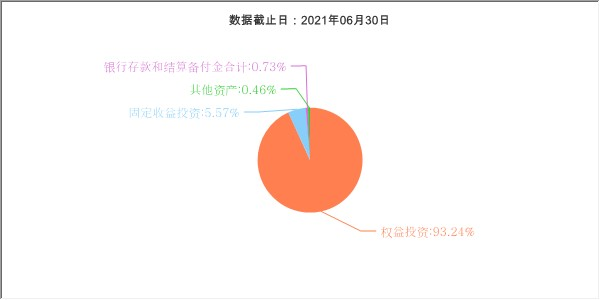 数据截止日：2021年06月30日
银行存款和结算备付金合计:0.73%
其他资产:0.46%
固定收益投资:5.57%
权益投资:93.24%